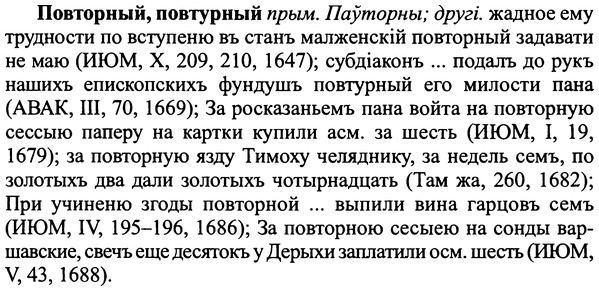 Повторный, повтурный прым. Паўторны; другі. жадное ему
трудности по вступеню въ станъ малженскій повторный задавати
не маю (ИЮМ, X, 209, 210, 1647); субдіаконъ ... подалъ до рукъ
нашихъ епископскихъ фундушъ повтурный его милости пана
(АВАК, III, 70, 1669); За росказаньемъ пана войта на повторную
сессыю паперу на картки купили асм. за шесть (ИЮМ, I, 19,
1679); за повторную язду Тимоху челяднику, за недель семъ, по
золотыхъ два дали золотыхъ чотырнадцать (Там жа, 260, 1682);
При учиненю згоды повторной ... выпили вина гарцовъ семъ
(ИЮМ, IV, 195–196, 1686); За повторною сесыею на сонды вар-
шавские, свечъ еще десятокъ у Дерыхи заплатили осм. шесть (ИЮМ,
V, 43, 1688).